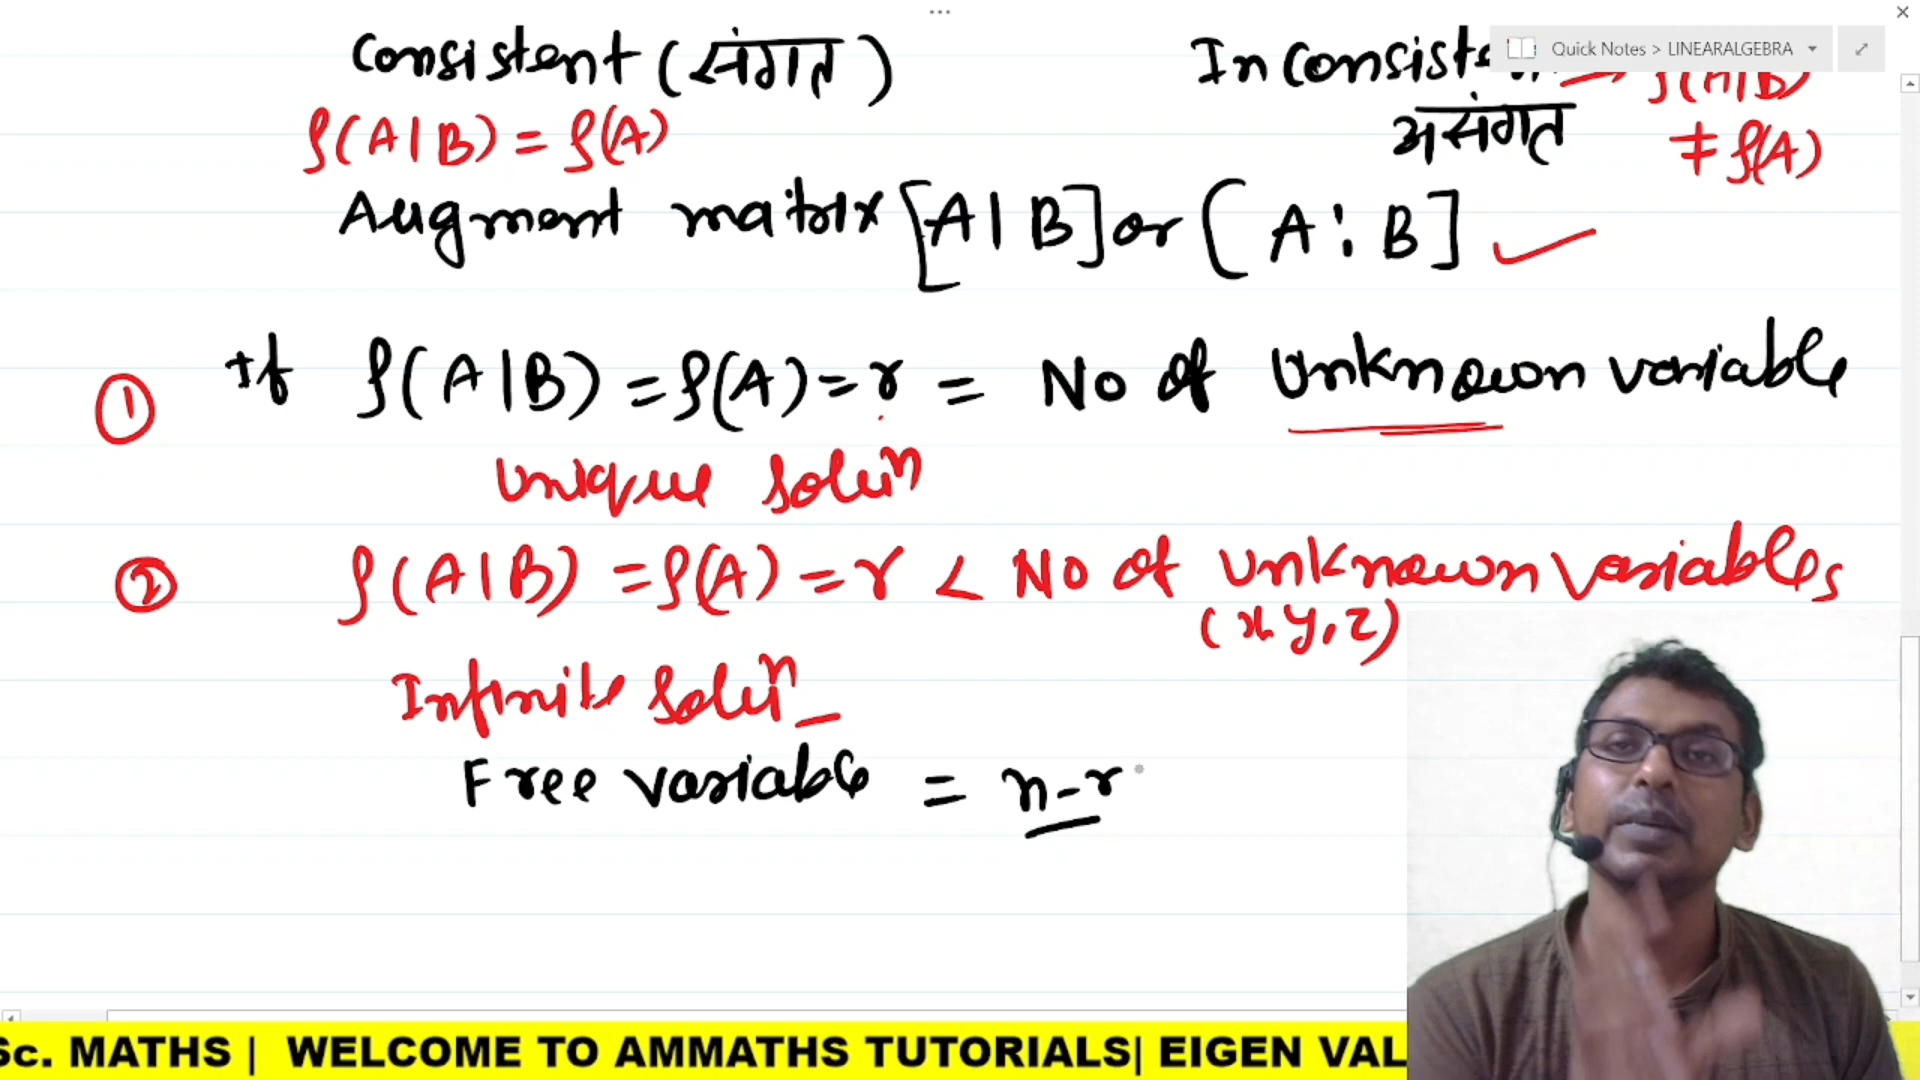 Quick Notes > LINEARALGEBRA
Consistent (संगत)
ρ(A|B) = ρ(A)
Augment matrix [A|B] or [A⋮B]
असंगत
ρ(A|B) ≠ ρ(A)
① If ρ(A|B) = ρ(A) = r = No of Unknown variable
Unique soluⁿ
② ρ(A|B) = ρ(A) = r < No of unknown variables
(x, y, z)
Infinite soluⁿ –
Free variable = n-r
Sc. MATHS | WELCOME TO AMMATHS TUTORIALS| EIGEN VAL